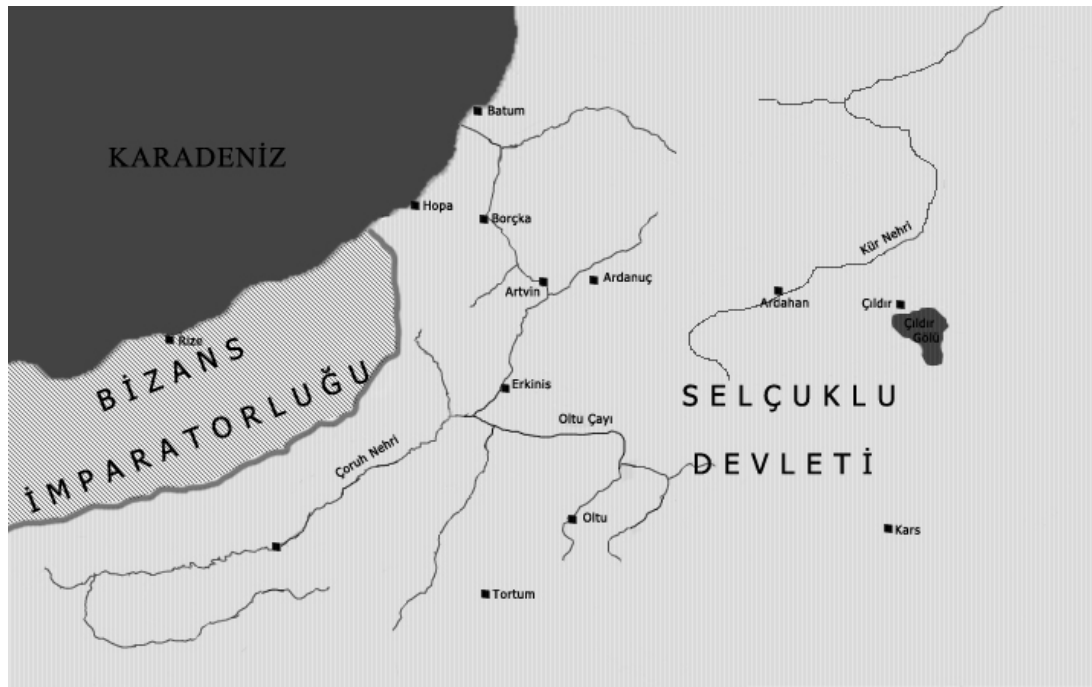 Batum
KARADENİZ
Hopa
Borçka
Kür Nehri
Artvin
Ardanuç
Ardahan
Çıldır
Çıldır
Gölü
Rize
BİZANS
İMPARATORLUĞU
Erkinis
SELÇUKLU
DEVLETİ
Oltu Çayı
Çoruh Nehri
Oltu
Kars
Tortum